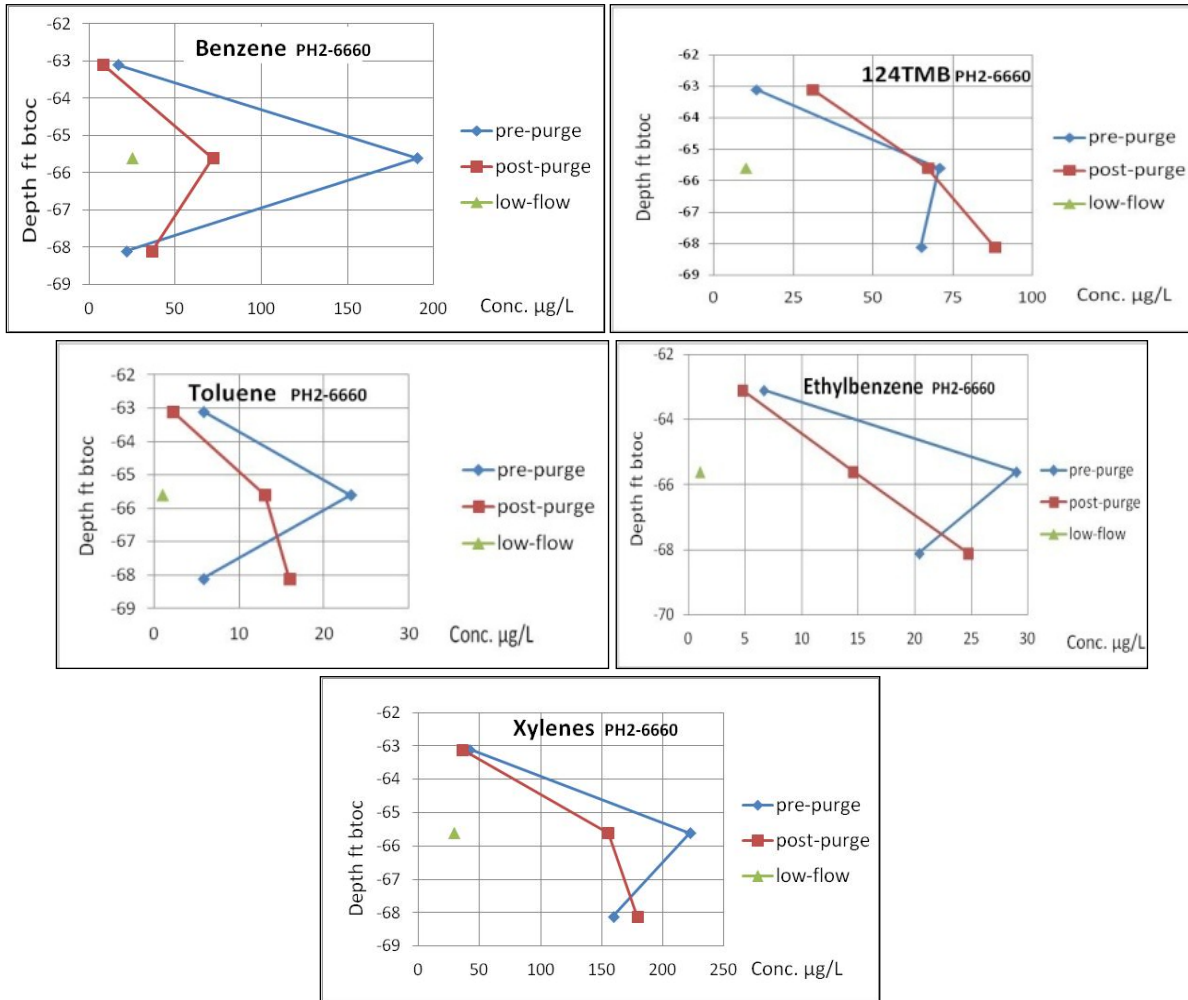 Benzene PH2-6660
Depth ft btoc
-62
-63
-64
-65
-66
-67
-68
-69
0 50 100 150 200
Conc. µg/L
pre-purge
post-purge
low-flow
124TMB PH2-6660
Depth ft btoc
-62
-63
-64
-65
-66
-67
-68
-69
0 25 50 75 100
Conc. µg/L
pre-purge
post-purge
low-flow
Toluene PH2-6660
Depth ft btoc
-62
-63
-64
-65
-66
-67
-68
-69
0 10 20 30
Conc. µg/L
pre-purge
post-purge
low-flow
Ethylbenzene PH2-6660
Depth ft btoc
-62
-64
-66
-68
-70
0 5 10 15 20 25 30
Conc. µg/L
pre-purge
post-purge
low-flow
Xylenes PH2-6660
Depth ft btoc
-62
-63
-64
-65
-66
-67
-68
-69
0 50 100 150 200 250
Conc. µg/L
pre-purge
post-purge
low-flow